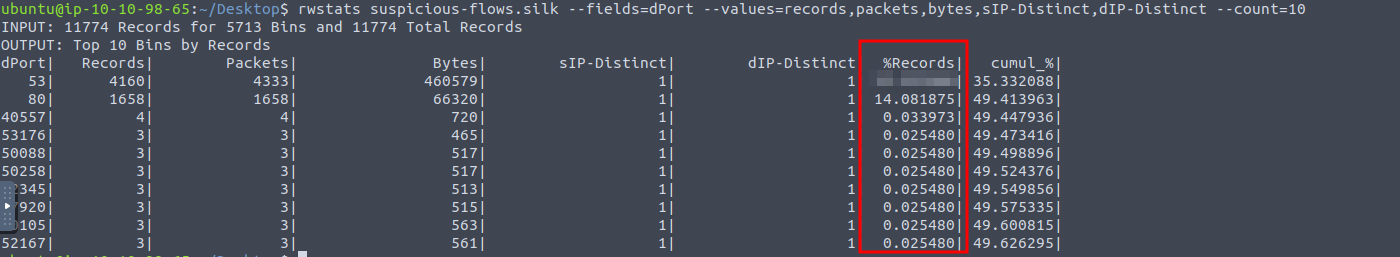 ubuntu@ip-10-10-98-65:~/Desktop$ rwstats suspicious-flows.silk --fields=dPort --values=records,packets,bytes,sIP-Distinct,dIP-Distinct --count=10
INPUT: 11774 Records for 5713 Bins and 11774 Total Records
OUTPUT: Top 10 Bins by Records
dPort| Records| Packets| Bytes| sIP-Distinct| dIP-Distinct| %Records| cumul_%|
53| 4160| 4333| 460579| 1| 1| | 35.332088|
80| 1658| 1658| 66320| 1| 1| 14.081875| 49.413963|
40557| 4| 4| 720| 1| 1| 0.033973| 49.447936|
53176| 3| 3| 465| 1| 1| 0.025480| 49.473416|
50088| 3| 3| 517| 1| 1| 0.025480| 49.498896|
50258| 3| 3| 517| 1| 1| 0.025480| 49.524376|
345| 3| 3| 513| 1| 1| 0.025480| 49.549856|
920| 3| 3| 515| 1| 1| 0.025480| 49.575335|
105| 3| 3| 563| 1| 1| 0.025480| 49.600815|
52167| 3| 3| 561| 1| 1| 0.025480| 49.626295|